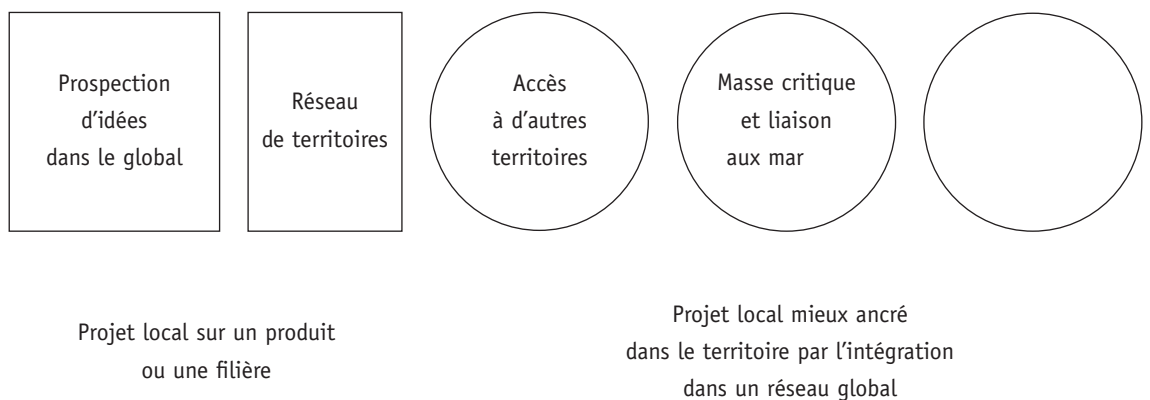 Prospection
d'idées
dans le global
Réseau
de territoires
Accès
à d'autres
territoires
Masse critique
et liaison
aux mar
Projet local sur un produit
ou une filière
Projet local mieux ancré
dans le territoire par l'intégration
dans un réseau global